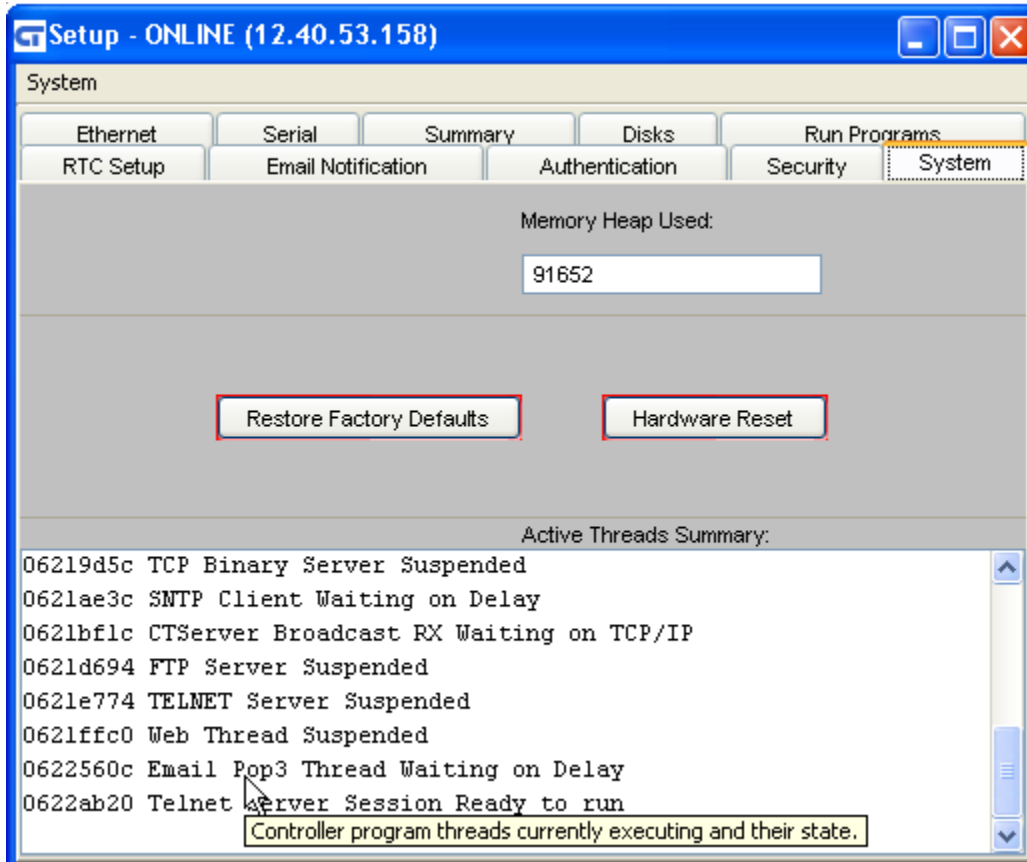 CT Setup - ONLINE (12.40.53.158)
System
Ethernet Serial Summary Disks Run Programs
RTC Setup Email Notification Authentication Security System
Memory Heap Used:
91652
Restore Factory Defaults Hardware Reset
Active Threads Summary:
06219d5c TCP Binary Server Suspended
0621ae3c SNTP Client Waiting on Delay
0621bf1c CTServer Broadcast RX Waiting on TCP/IP
0621d694 FTP Server Suspended
0621e774 TELNET Server Suspended
0621ffc0 Web Thread Suspended
0622560c Email Pop3 Thread Waiting on Delay
0622ab20 Telnet Server Session Ready to run
Controller program threads currently executing and their state.